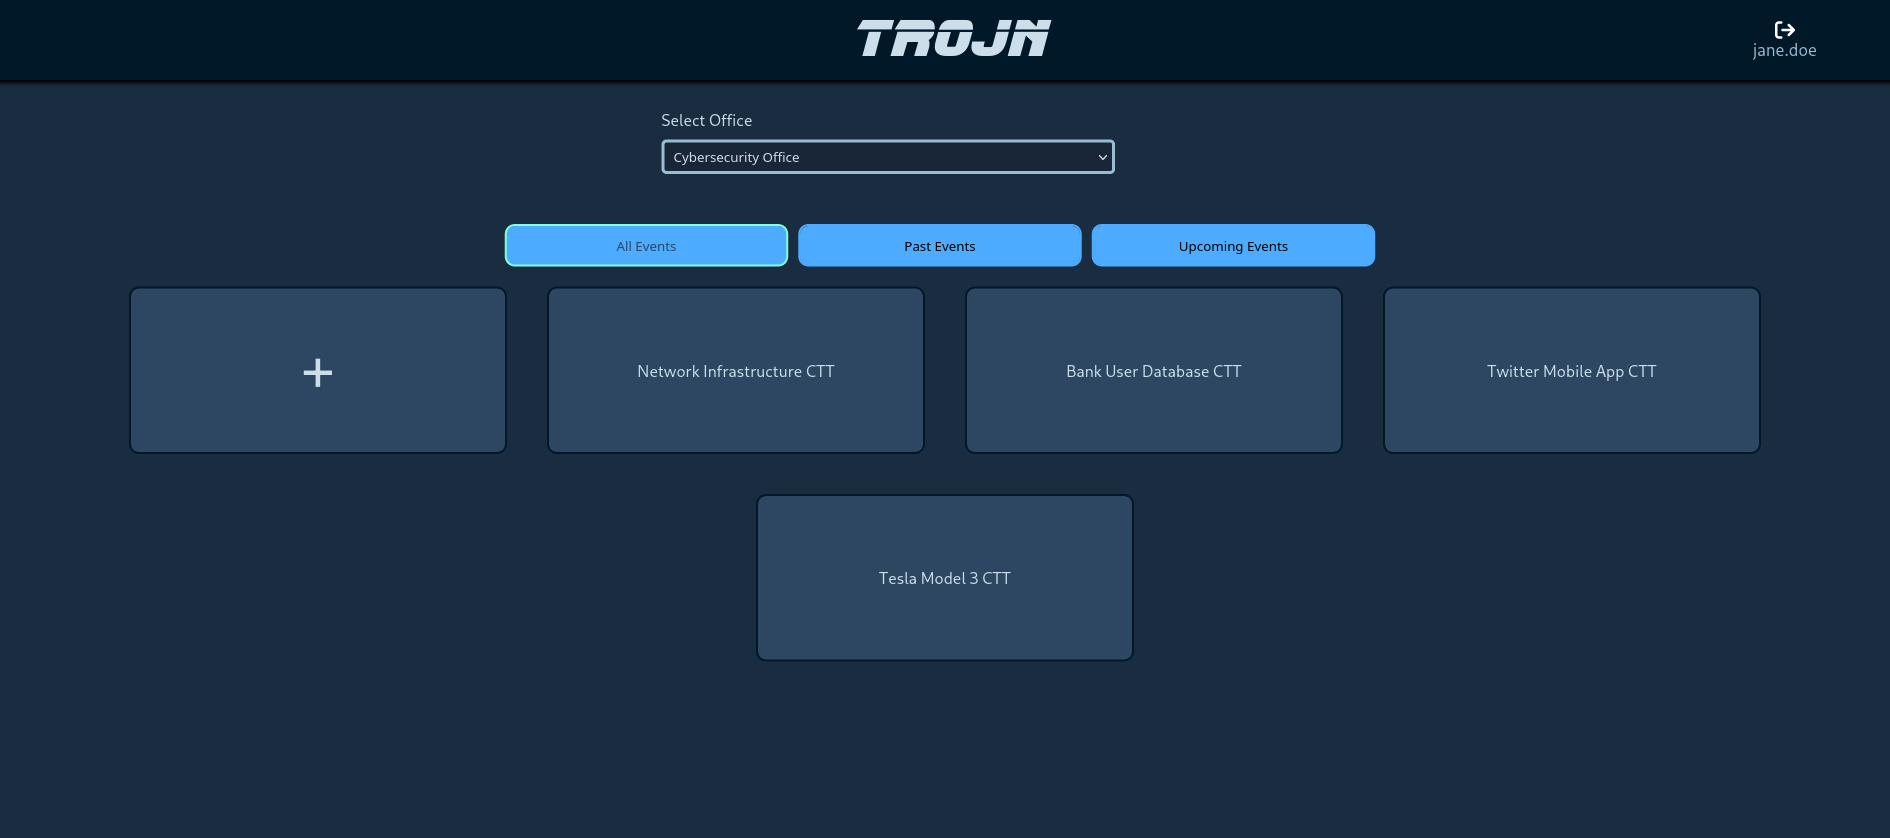 TROJN
jane.doe
Select Office
Cybersecurity Office
All Events
Past Events
Upcoming Events
+
Network Infrastructure CTT
Bank User Database CTT
Twitter Mobile App CTT
Tesla Model 3 CTT